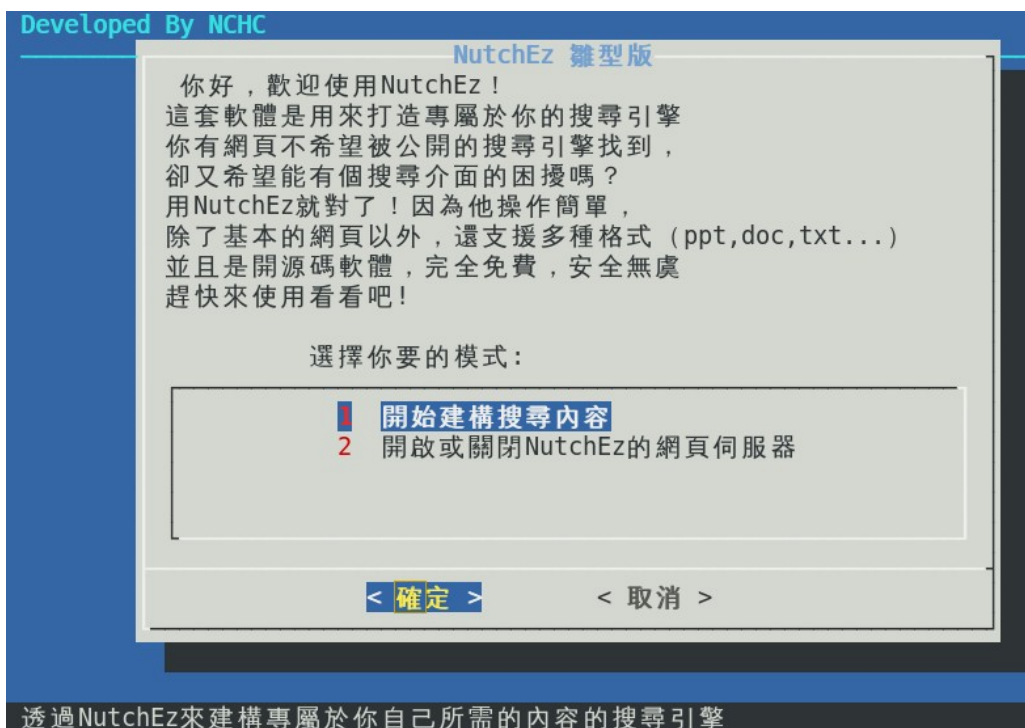 Developed By NCHC
NutchEz 雛型版
你好，歡迎使用NutchEz！
這套軟體是用來打造專屬於你的搜尋引擎
你有網頁不希望被公開的搜尋引擎找到，
卻又希望能有個搜尋介面的困擾嗎？
用NutchEz就對了！因為他操作簡單，
除了基本的網頁以外，還支援多種格式（ppt,doc,txt...）
並且是開源碼軟體，完全免費，安全無虞
趕快來使用看看吧!
選擇你要的模式:
1 開始建構搜尋內容
2 開啟或關閉NutchEz的網頁伺服器
< 確定 > < 取消 >
透過NutchEz來建構專屬於你自己所需的內容的搜尋引擎